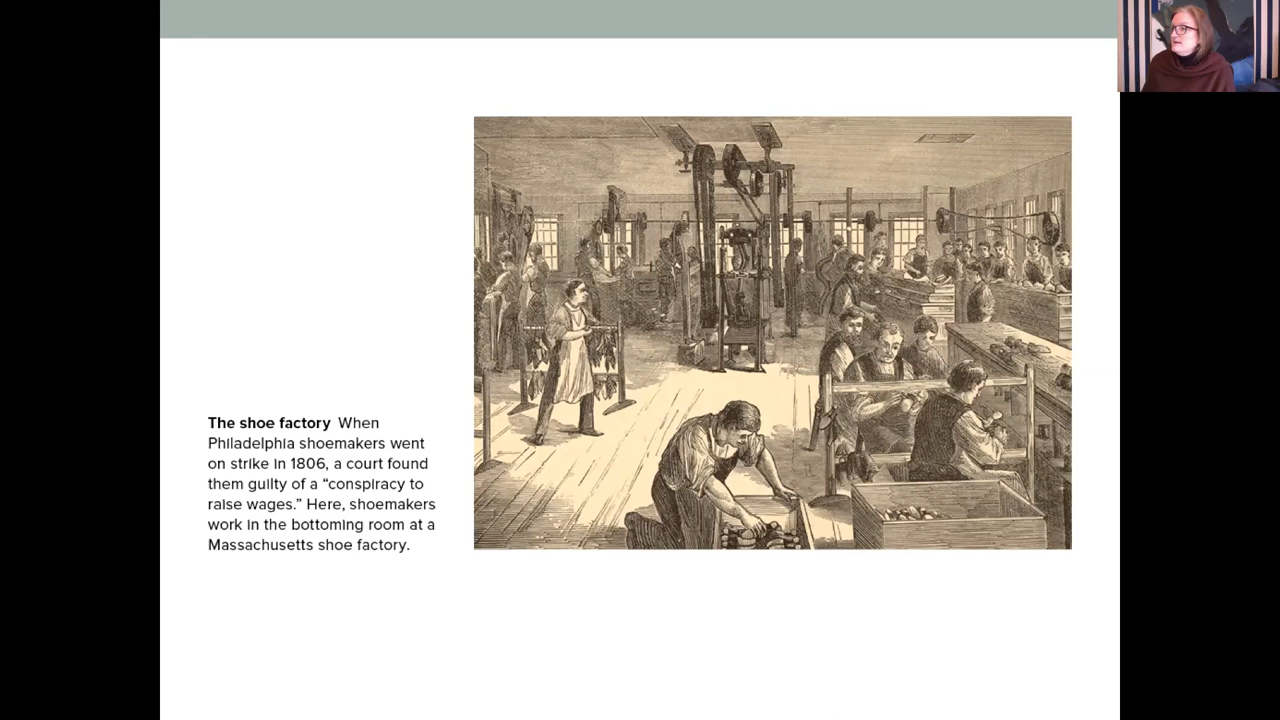 The shoe factory When
Philadelphia shoemakers went
on strike in 1806, a court found
them guilty of a “conspiracy to
raise wages.” Here, shoemakers
work in the bottoming room at a
Massachusetts shoe factory.